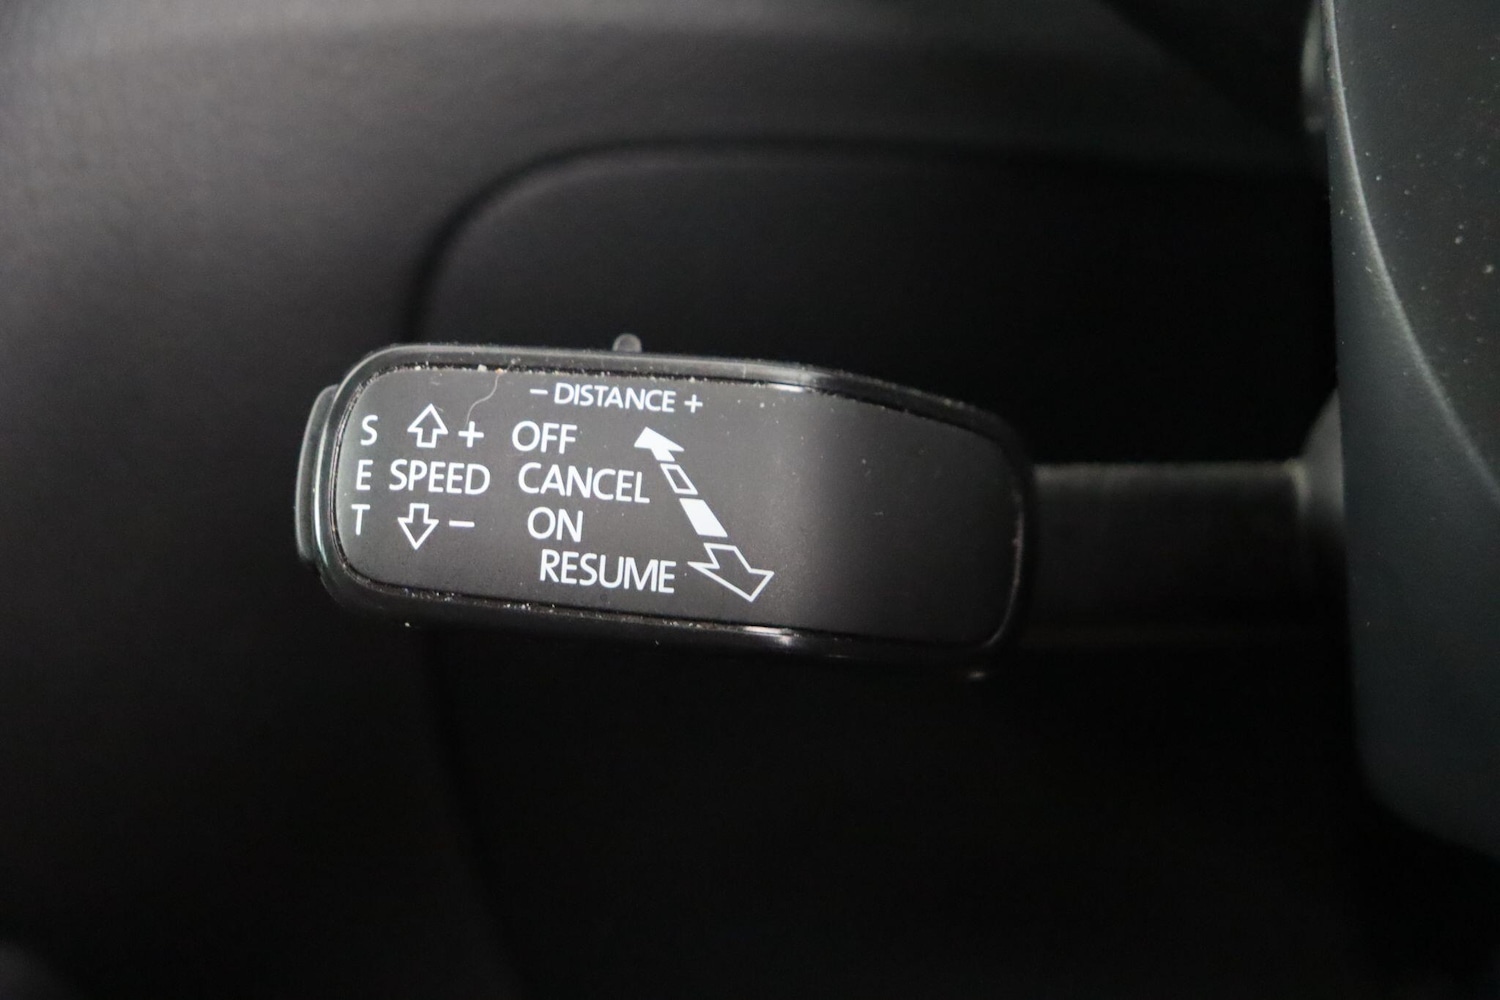 – DISTANCE +
S + OFF
E SPEED CANCEL
T – ON
RESUME